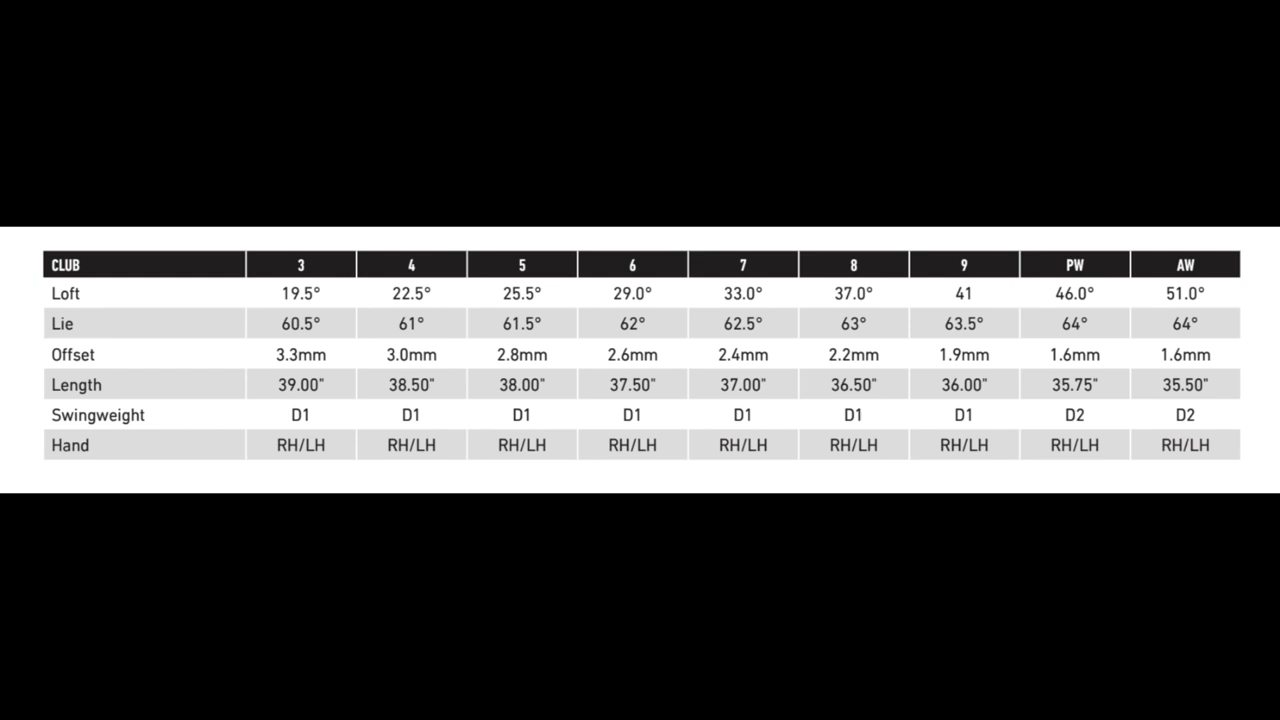 CLUB 3 4 5 6 7 8 9 PW AW
Loft 19.5° 22.5° 25.5° 29.0° 33.0° 37.0° 41 46.0° 51.0°
Lie 60.5° 61° 61.5° 62° 62.5° 63° 63.5° 64° 64°
Offset 3.3mm 3.0mm 2.8mm 2.6mm 2.4mm 2.2mm 1.9mm 1.6mm 1.6mm
Length 39.00" 38.50" 38.00" 37.50" 37.00" 36.50" 36.00" 35.75" 35.50"
Swingweight D1 D1 D1 D1 D1 D1 D1 D2 D2
Hand RH/LH RH/LH RH/LH RH/LH RH/LH RH/LH RH/LH RH/LH RH/LH